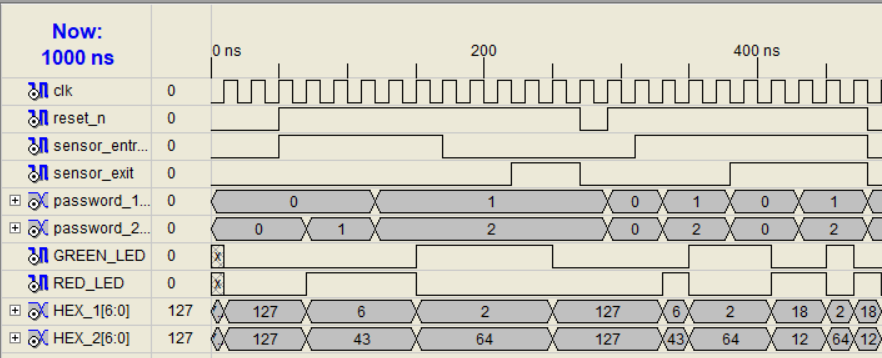 Now:
1000 ns
0 ns 200 400 ns
clk 0
reset_n 0
sensor_entr... 0
sensor_exit 0
password_1... 0 0 1 0 1 0 1
password_2... 0 0 1 2 0 2 0 2
GREEN_LED 0 X
RED_LED 0 X
HEX_1[6:0] 127 127 6 2 127 6 2 18 2 18
HEX_2[6:0] 127 127 43 64 127 43 64 12 64 12